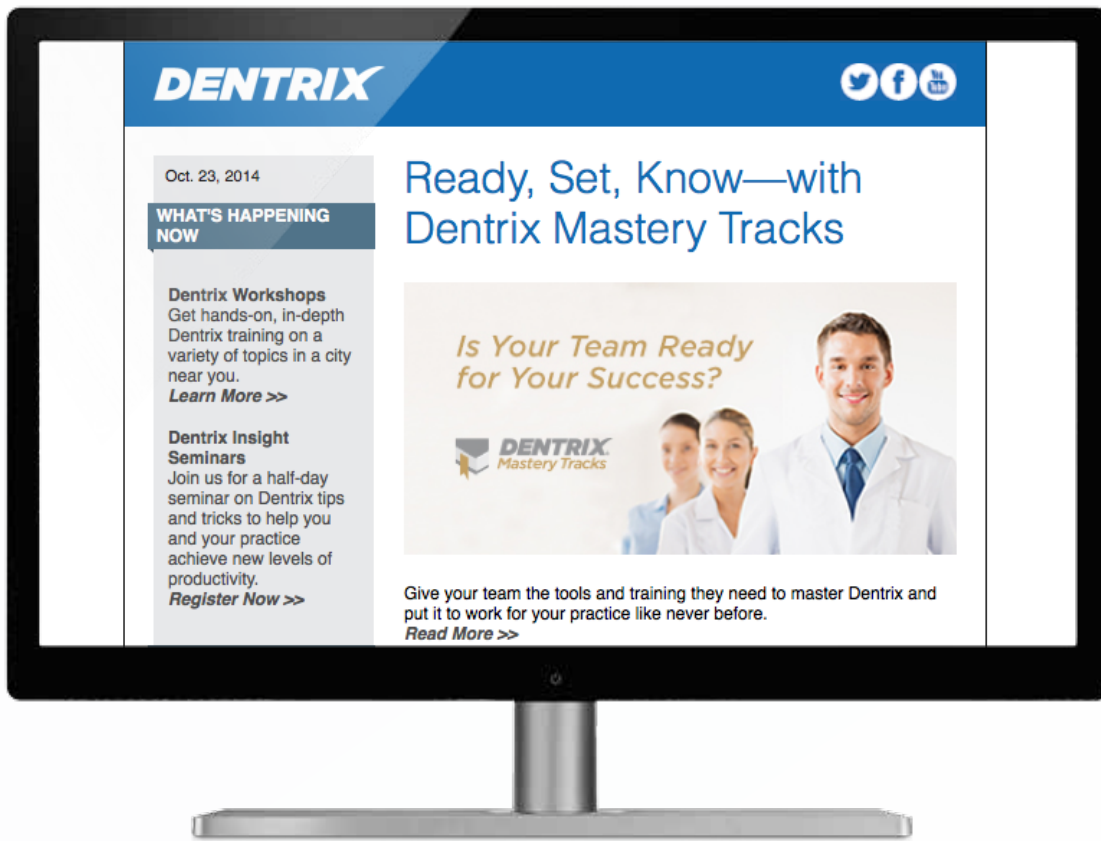 DENTRIX
You
Tube
Oct. 23, 2014
WHAT'S HAPPENING
NOW
Dentrix Workshops
Get hands-on, in-depth
Dentrix training on a
variety of topics in a city
near you.
Learn More >>
Dentrix Insight
Seminars
Join us for a half-day
seminar on Dentrix tips
and tricks to help you
and your practice
achieve new levels of
productivity.
Register Now >>
Ready, Set, Know—with
Dentrix Mastery Tracks
Is Your Team Ready
for Your Success?
DENTRIX
Mastery Tracks
Give your team the tools and training they need to master Dentrix and
put it to work for your practice like never before.
Read More >>